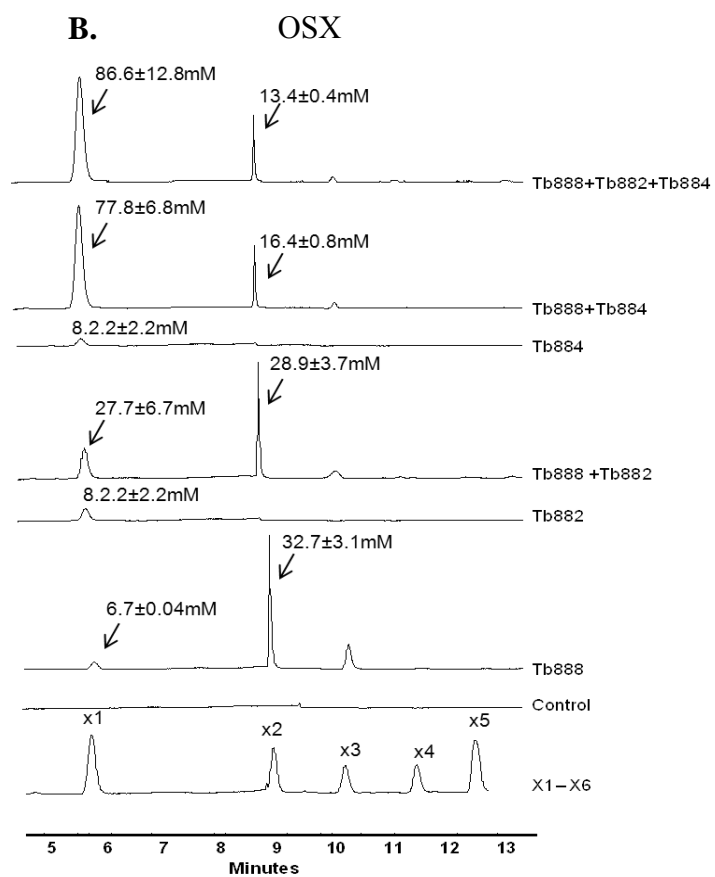 B. OSX
86.6±12.8mM
13.4±0.4mM
Tb888+Tb882+Tb884
77.8±6.8mM
16.4±0.8mM
Tb888+Tb884
8.2.2±2.2mM
Tb884
28.9±3.7mM
27.7±6.7mM
Tb888 +Tb882
8.2.2±2.2mM
Tb882
32.7±3.1mM
6.7±0.04mM
Tb888
Control
x1 x2 x3 x4 x5
X1–X6
5 6 7 8 9 10 11 12 13
Minutes